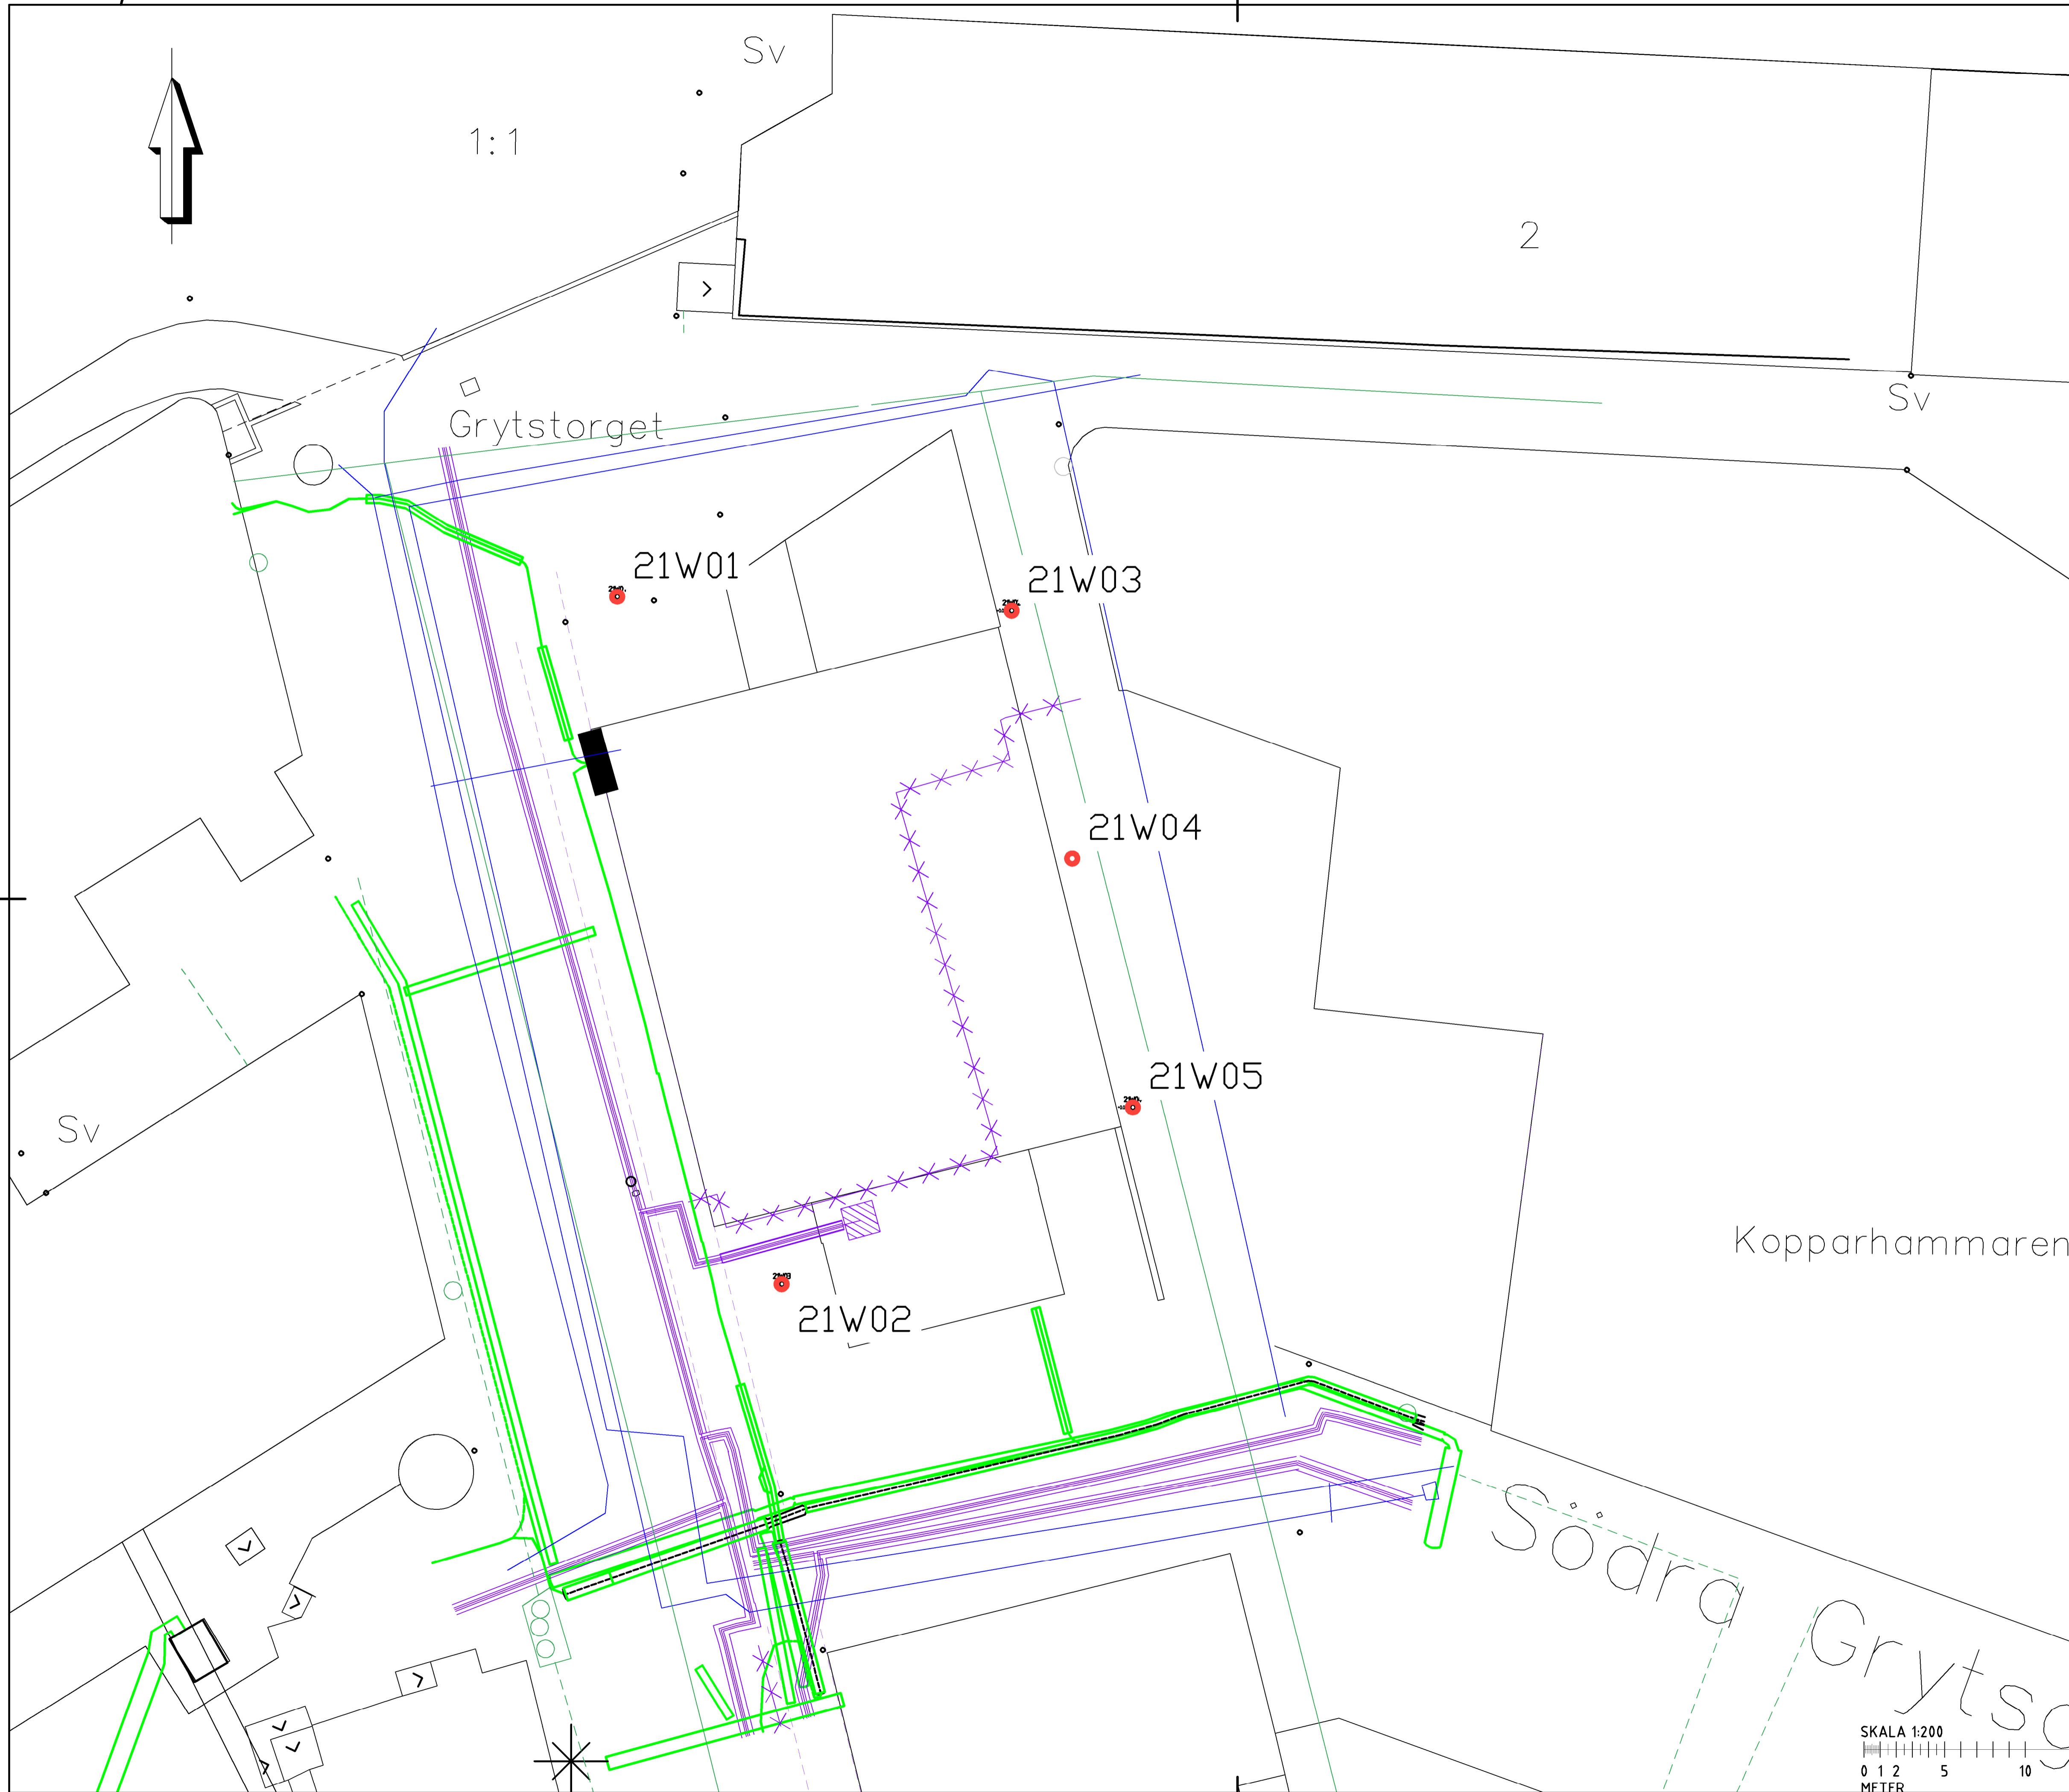 Sv
1:1
2
Sv
Grytstorget
21W01
21W03
21W04
21W05
Sv
Kopparhammaren
21W02
Södra
Grytsg
SKALA 1:200
0 1 2 5 10
METER